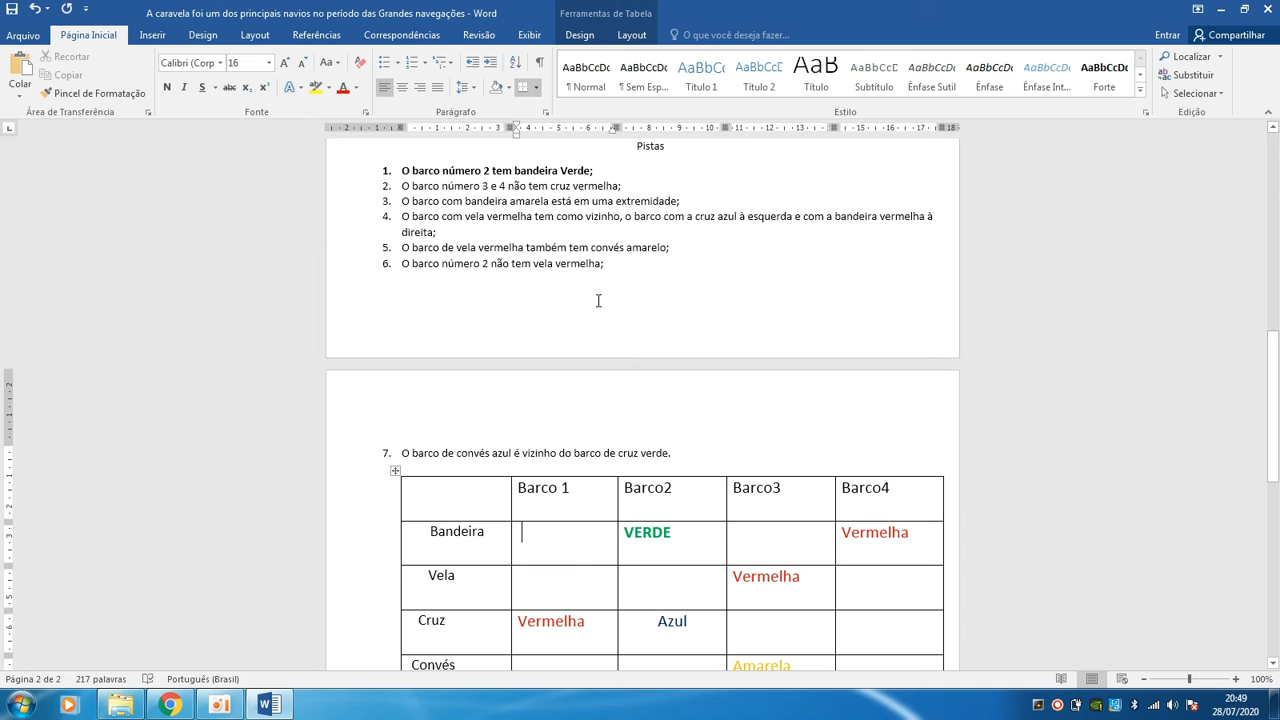 A caravela foi um dos principais navios no período das Grandes navegações - Word
Ferramentas de Tabela
Arquivo Página Inicial Inserir Design Layout Referências Correspondências Revisão Exibir Design Layout O que você deseja fazer... Entrar Compartilhar
Colar
Recortar
Copiar
Pincel de Formatação
Área de Transferência
Calibri (Corp 16
Fonte
Parágrafo
AaBbCcDc AaBbCcDc AaBbCc AaBbCcD AaB AaBbCcD AaBbCcDc AaBbCcDc AaBbCcDc AaBbCcDc
¶ Normal ¶ Sem Esp... Título 1 Título 2 Título Subtítulo Ênfase Sutil Ênfase Ênfase Int... Forte
Estilo
Localizar
Substituir
Selecionar
Edição
Pistas
1. O barco número 2 tem bandeira Verde;
2. O barco número 3 e 4 não tem cruz vermelha;
3. O barco com bandeira amarela está em uma extremidade;
4. O barco com vela vermelha tem como vizinho, o barco com a cruz azul à esquerda e com a bandeira vermelha à
direita;
5. O barco de vela vermelha também tem convés amarelo;
6. O barco número 2 não tem vela vermelha;
7. O barco de convés azul é vizinho do barco de cruz verde.
Barco 1 Barco2 Barco3 Barco4
Bandeira VERDE Vermelha
Vela Vermelha
Cruz Vermelha Azul
Convés Amarela
Página 2 de 2 217 palavras Português (Brasil) 100%
PT 20:49
28/07/2020